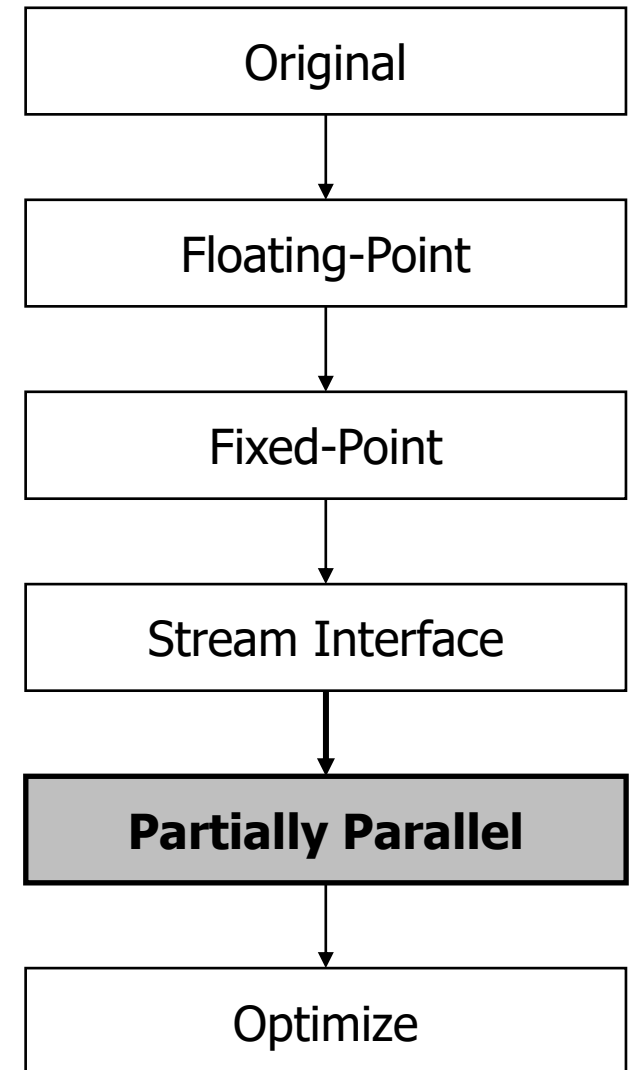 Original
Floating-Point
Fixed-Point
Stream Interface
Partially Parallel
Optimize